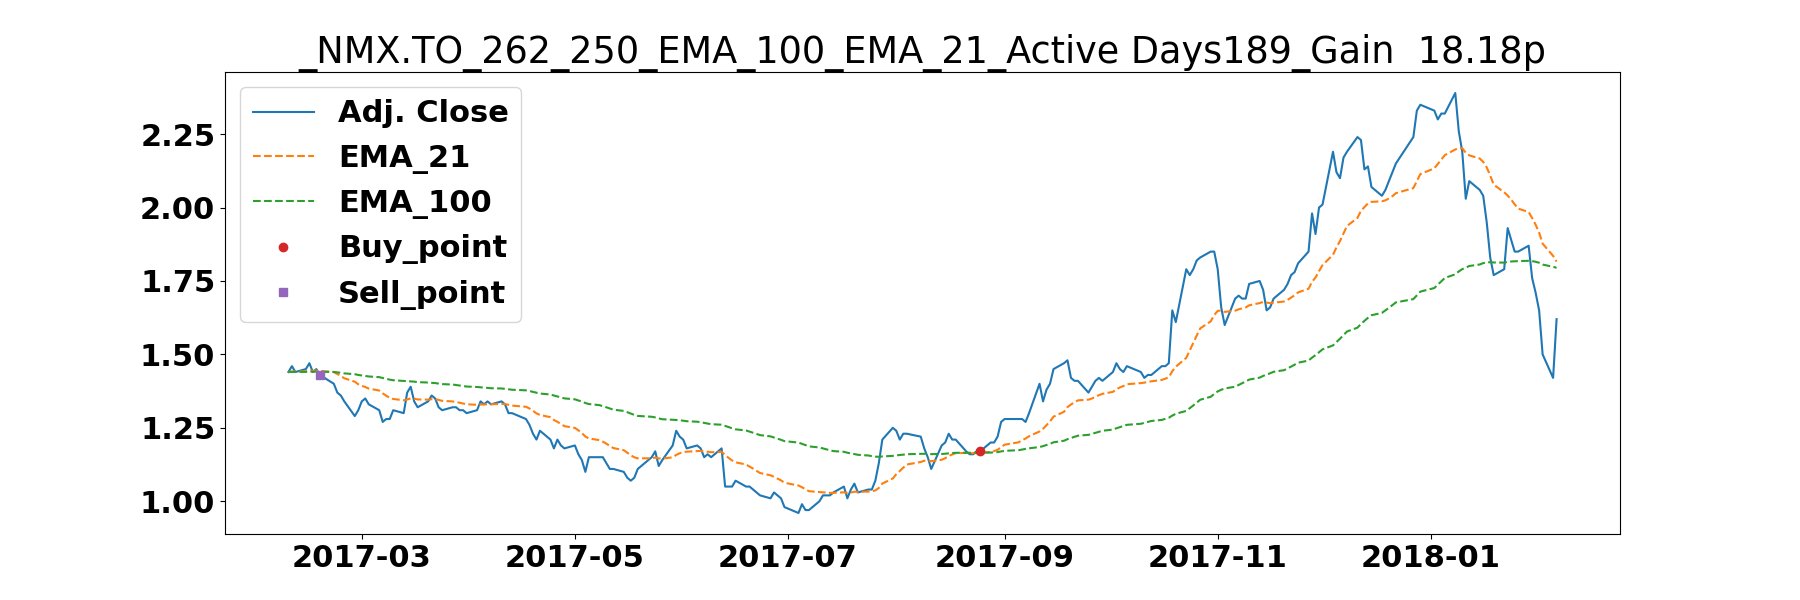 _NMX.TO_262_250_EMA_100_EMA_21_Active Days189_Gain  18.18p
Adj. Close
EMA_21
EMA_100
Buy_point
Sell_point
2.25
2.00
1.75
1.50
1.25
1.00
2017-03
2017-05
2017-07
2017-09
2017-11
2018-01